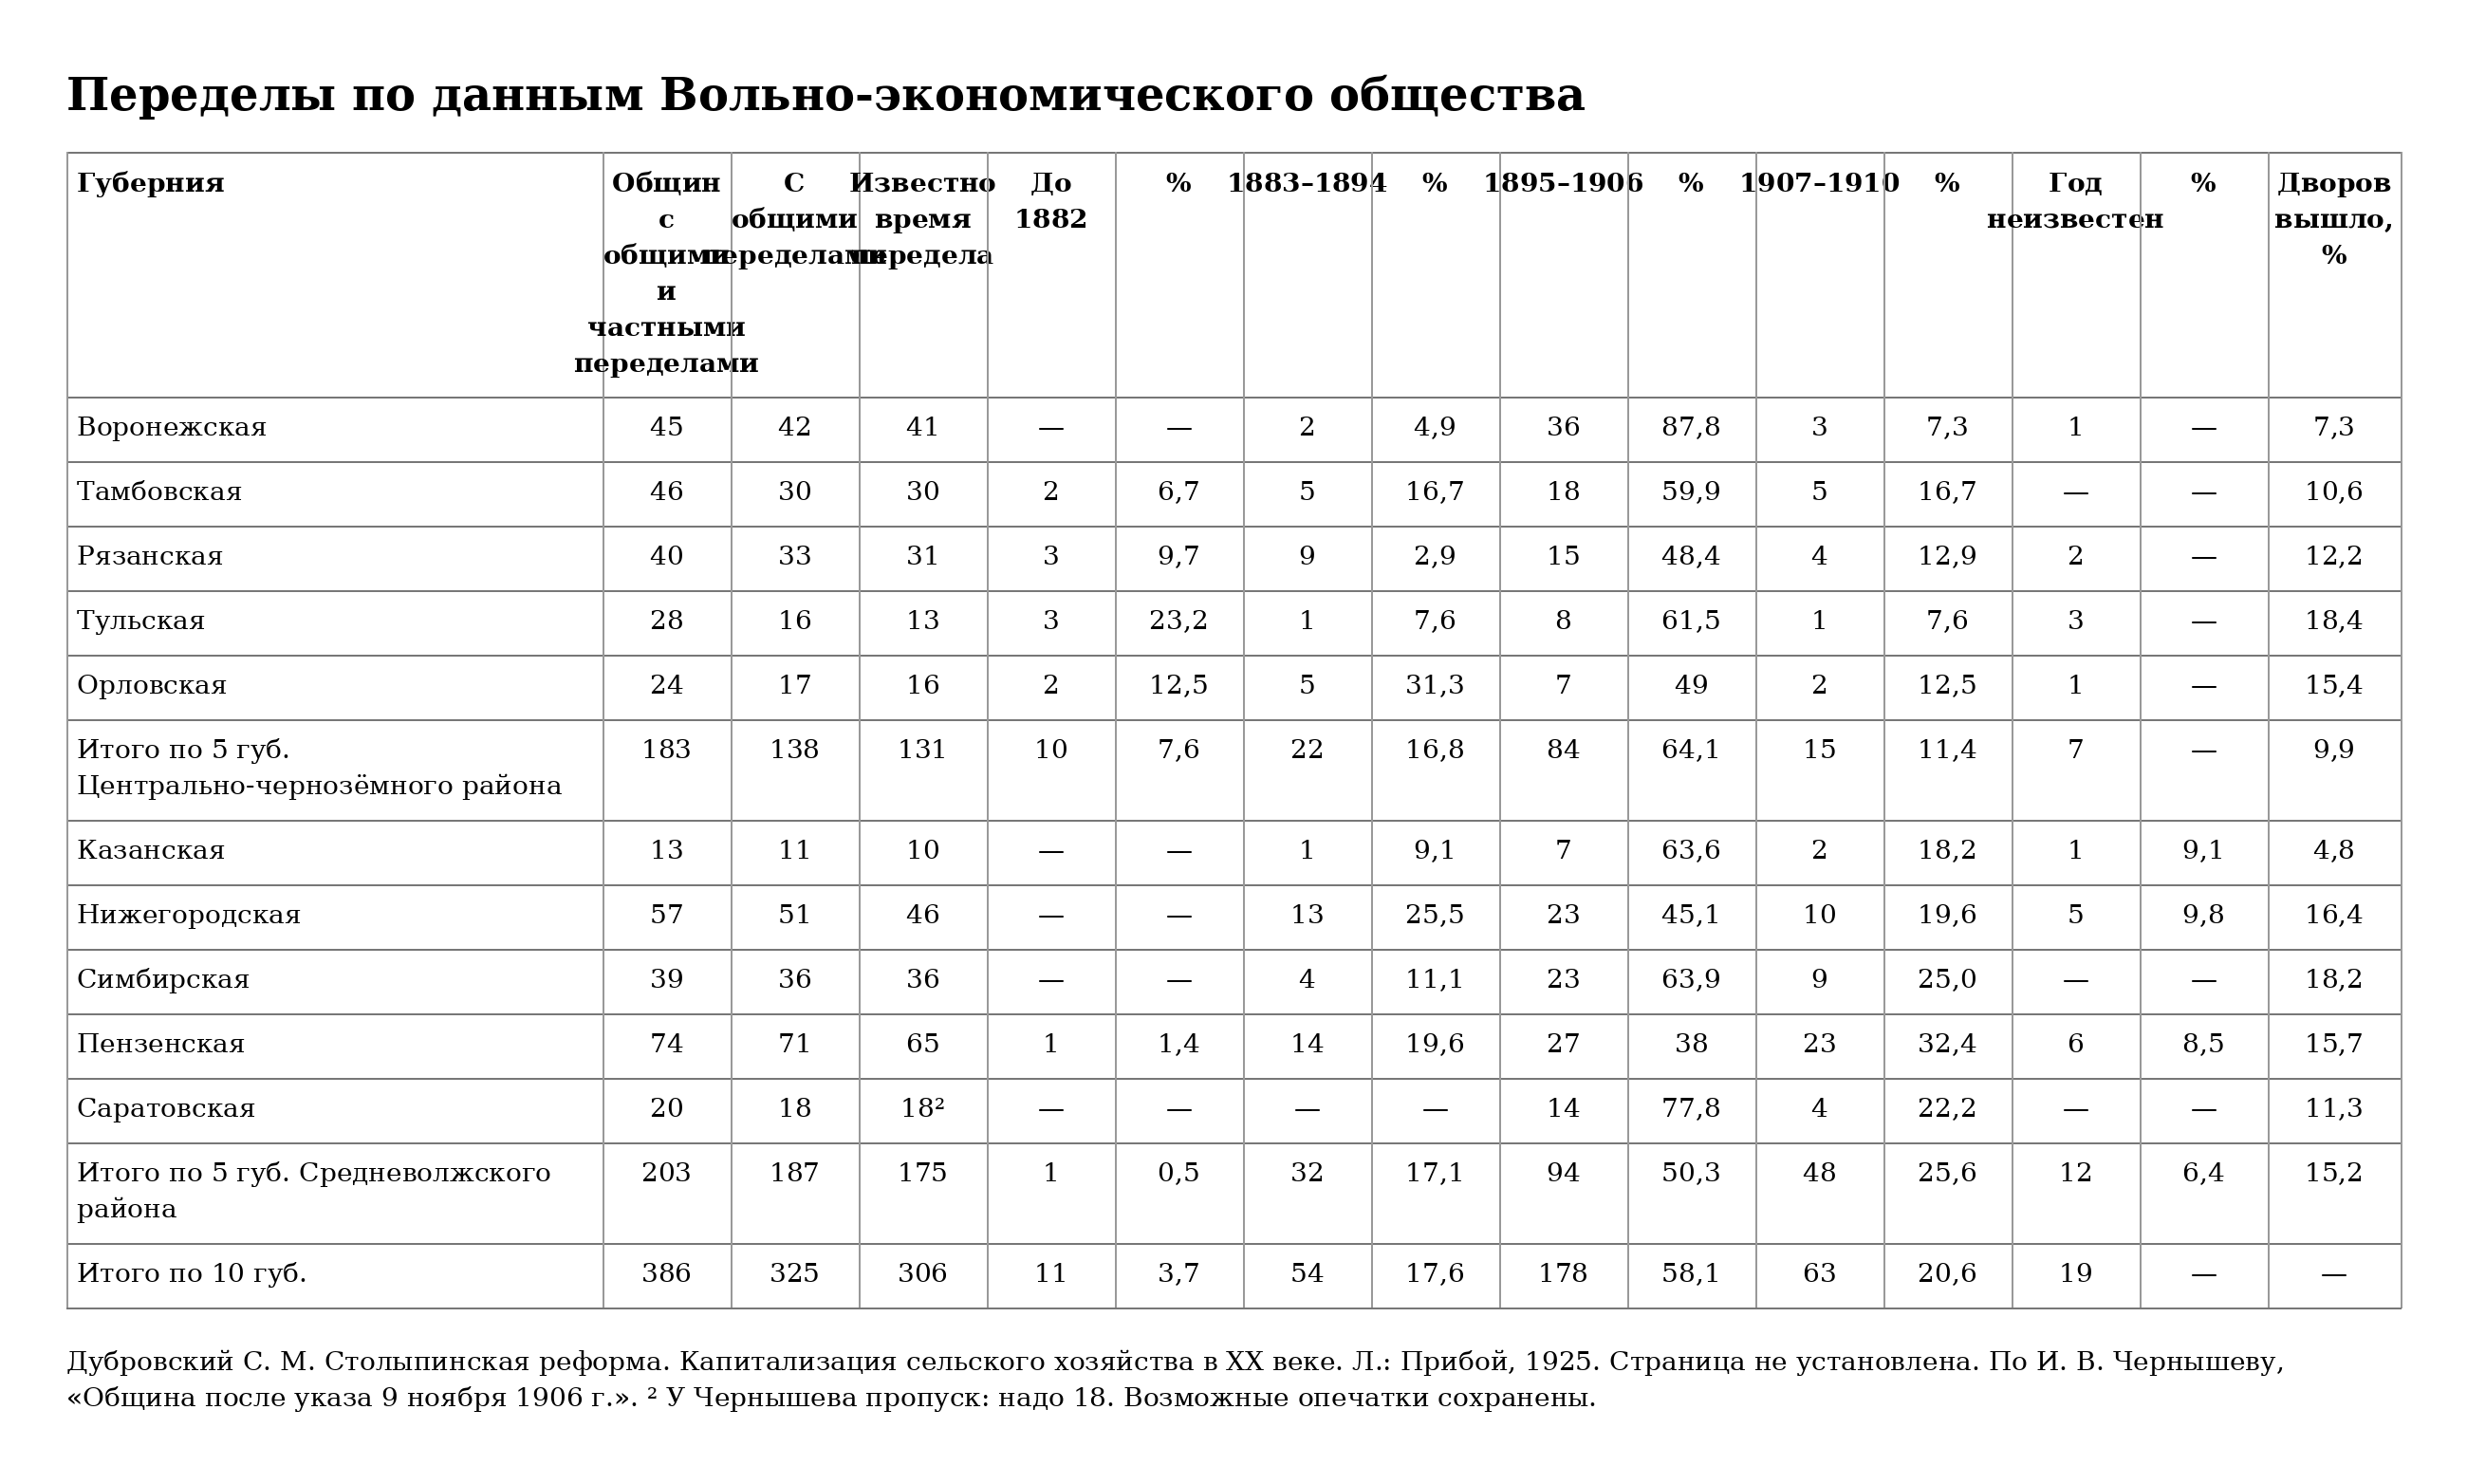 Переделы по данным Вольно-экономического общества
Губерния | Общин с общими и частными переделами | С общими переделами | Известно время передела | До 1882 | % | 1883–1894 | % | 1895–1906 | % | 1907–1910 | % | Год неизвестен | % | Дворов вышло, %
Воронежская | 45 | 42 | 41 | — | — | 2 | 4,9 | 36 | 87,8 | 3 | 7,3 | 1 | — | 7,3
Тамбовская | 46 | 30 | 30 | 2 | 6,7 | 5 | 16,7 | 18 | 59,9 | 5 | 16,7 | — | — | 10,6
Рязанская | 40 | 33 | 31 | 3 | 9,7 | 9 | 2,9 | 15 | 48,4 | 4 | 12,9 | 2 | — | 12,2
Тульская | 28 | 16 | 13 | 3 | 23,2 | 1 | 7,6 | 8 | 61,5 | 1 | 7,6 | 3 | — | 18,4
Орловская | 24 | 17 | 16 | 2 | 12,5 | 5 | 31,3 | 7 | 49 | 2 | 12,5 | 1 | — | 15,4
Итого по 5 губ. Центрально-чернозёмного района | 183 | 138 | 131 | 10 | 7,6 | 22 | 16,8 | 84 | 64,1 | 15 | 11,4 | 7 | — | 9,9
Казанская | 13 | 11 | 10 | — | — | 1 | 9,1 | 7 | 63,6 | 2 | 18,2 | 1 | 9,1 | 4,8
Нижегородская | 57 | 51 | 46 | — | — | 13 | 25,5 | 23 | 45,1 | 10 | 19,6 | 5 | 9,8 | 16,4
Симбирская | 39 | 36 | 36 | — | — | 4 | 11,1 | 23 | 63,9 | 9 | 25,0 | — | — | 18,2
Пензенская | 74 | 71 | 65 | 1 | 1,4 | 14 | 19,6 | 27 | 38 | 23 | 32,4 | 6 | 8,5 | 15,7
Саратовская | 20 | 18 | 18² | — | — | — | — | 14 | 77,8 | 4 | 22,2 | — | — | 11,3
Итого по 5 губ. Средневолжского района | 203 | 187 | 175 | 1 | 0,5 | 32 | 17,1 | 94 | 50,3 | 48 | 25,6 | 12 | 6,4 | 15,2
Итого по 10 губ. | 386 | 325 | 306 | 11 | 3,7 | 54 | 17,6 | 178 | 58,1 | 63 | 20,6 | 19 | — | —
Дубровский С. М. Столыпинская реформа. Капитализация сельского хозяйства в XX веке. Л.: Прибой, 1925. Страница не установлена. По И. В. Чернышеву,
«Община после указа 9 ноября 1906 г.». ² У Чернышева пропуск: надо 18. Возможные опечатки сохранены.